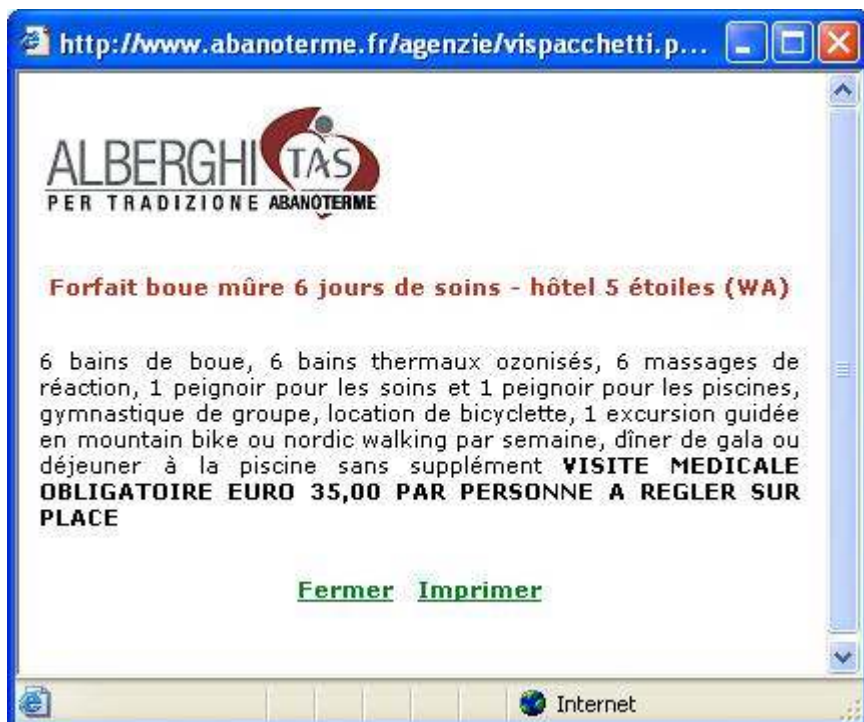 http://www.abanoterme.fr/agenzie/vispacchetti.p...
ALBERGHI TAS
PER TRADIZIONE ABANOTERME
Forfait boue mûre 6 jours de soins - hôtel 5 étoiles (WA)
6 bains de boue, 6 bains thermaux ozonisés, 6 massages de
réaction, 1 peignoir pour les soins et 1 peignoir pour les piscines,
gymnastique de groupe, location de bicyclette, 1 excursion guidée
en mountain bike ou nordic walking par semaine, dîner de gala ou
déjeuner à la piscine sans supplément VISITE MEDICALE
OBLIGATOIRE EURO 35,00 PAR PERSONNE A REGLER SUR
PLACE
Fermer Imprimer
Internet